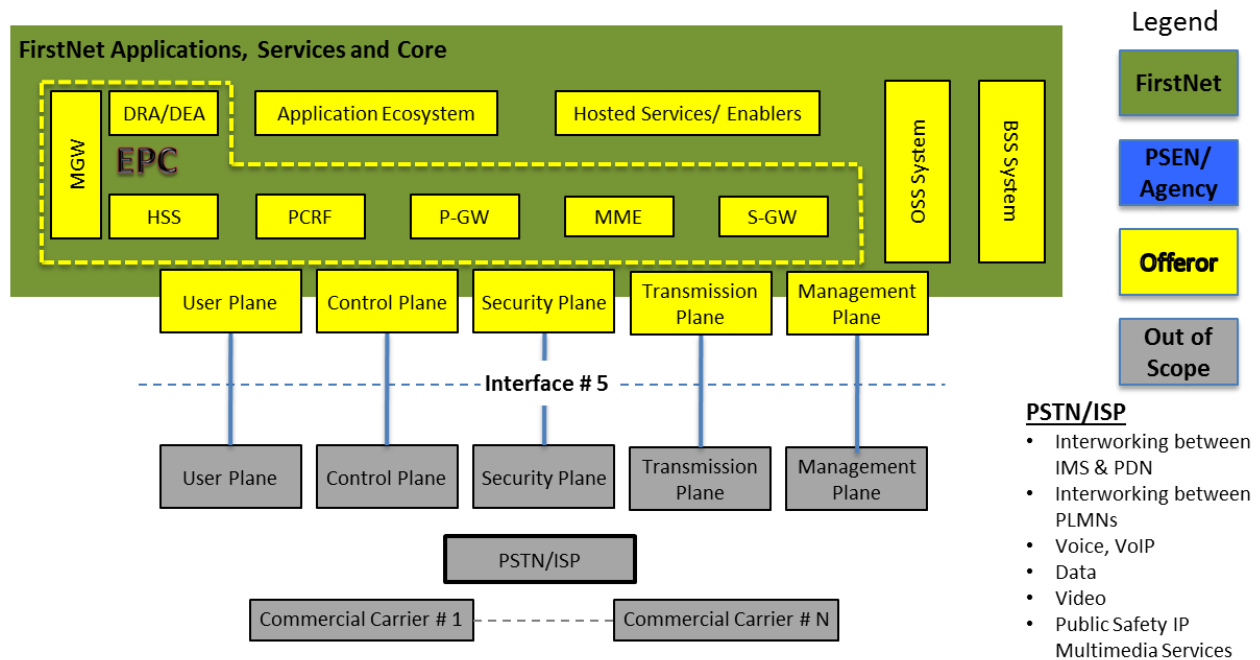 FirstNet Applications, Services and Core
MGW
DRA/DEA
Application Ecosystem
Hosted Services/ Enablers
OSS System
BSS System
EPC
HSS
PCRF
P-GW
MME
S-GW
User Plane
Control Plane
Security Plane
Transmission
Plane
Management
Plane
Interface # 5
User Plane
Control Plane
Security Plane
Transmission
Plane
Management
Plane
PSTN/ISP
Commercial Carrier # 1
Commercial Carrier # N
Legend
FirstNet
PSEN/
Agency
Offeror
Out of
Scope
PSTN/ISP
• Interworking between
IMS & PDN
• Interworking between
PLMNs
• Voice, VoIP
• Data
• Video
• Public Safety IP
Multimedia Services